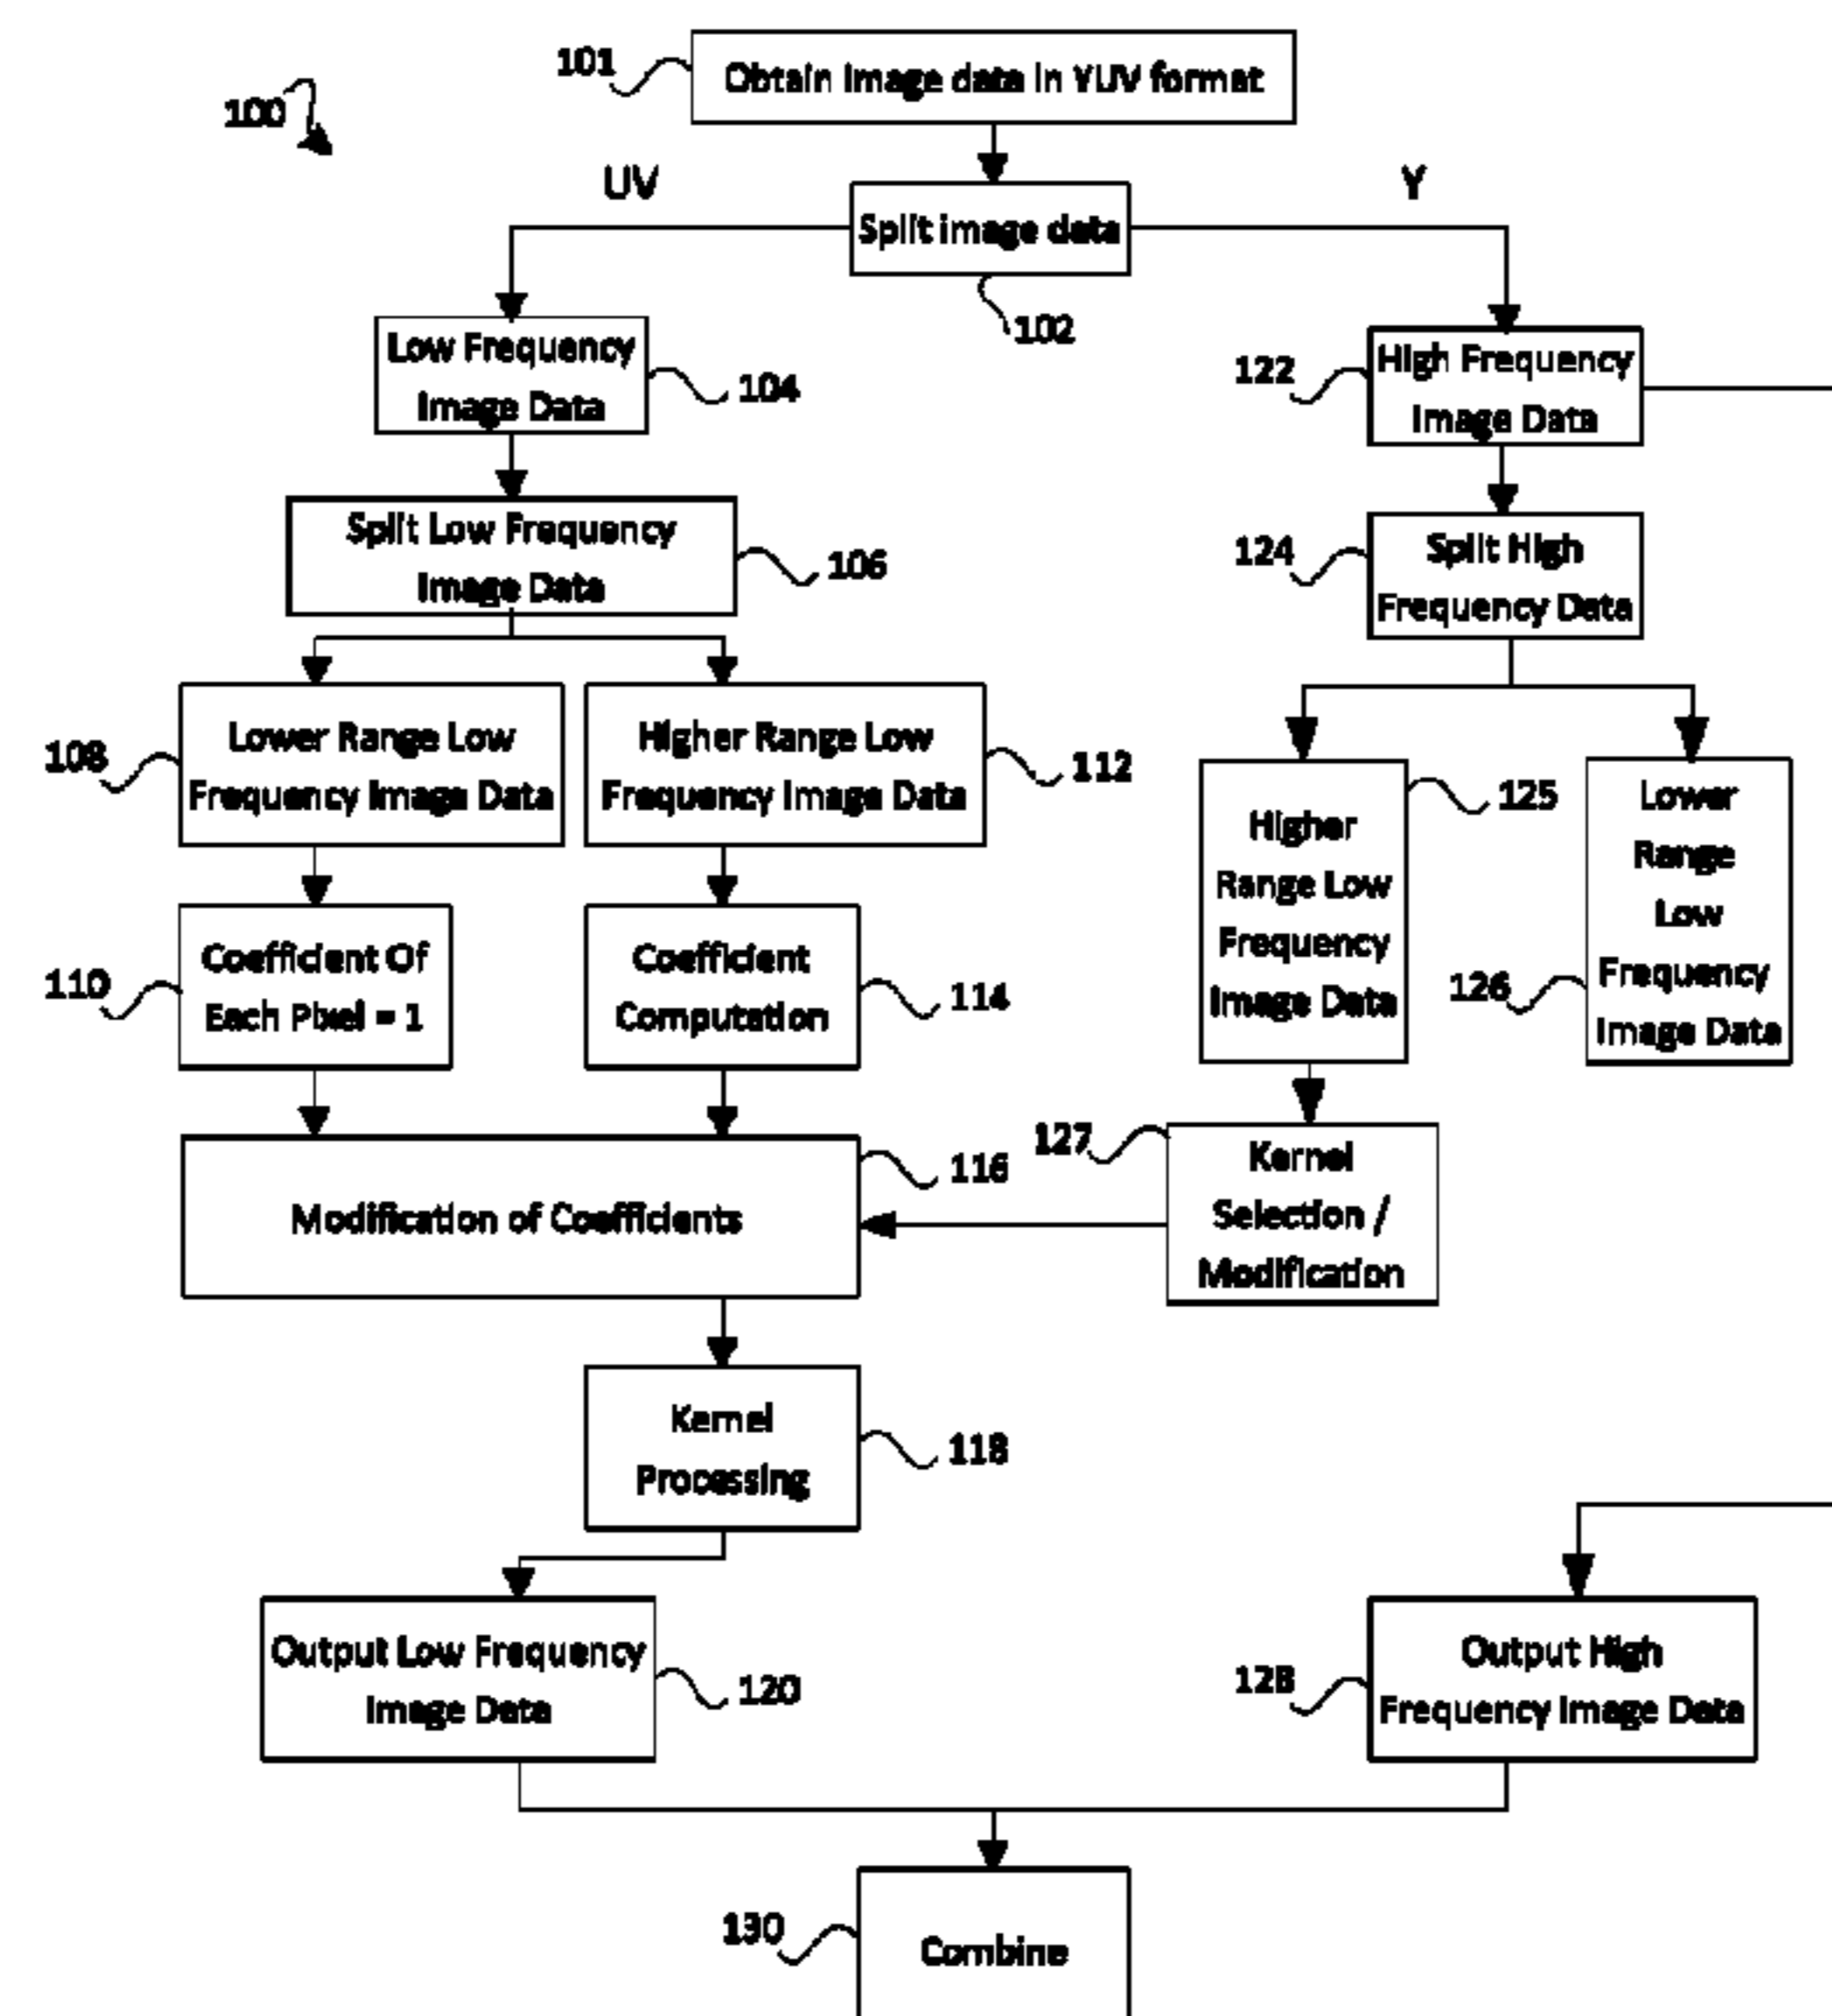 101
Obtain image data in YUV format
100
UV
Y
Split image data
102
Low Frequency
Image Data
104
122
High Frequency
Image Data
Split Low Frequency
Image Data
106
124
Split High
Frequency Data
108
Lower Range Low
Frequency Image Data
Higher Range Low
Frequency Image Data
112
Higher
Range Low
Frequency
Image Data
125
Lower
Range
Low
Frequency
Image Data
126
110
Coefficient Of
Each Pixel = 1
Coefficient
Computation
114
Modification of Coefficients
116
127
Kernel
Selection /
Modification
Kernel
Processing
118
Output Low Frequency
Image Data
120
128
Output High
Frequency Image Data
130
Combine